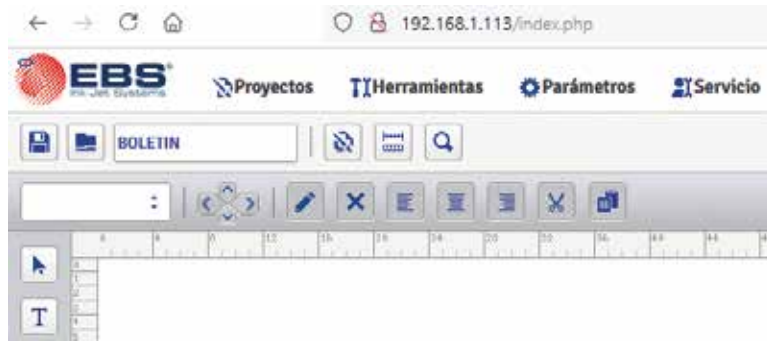 192.168.1.113/index.php
EBS
Ink Jet Systems
Proyectos Herramientas Parámetros Servicio
BOLETIN
T